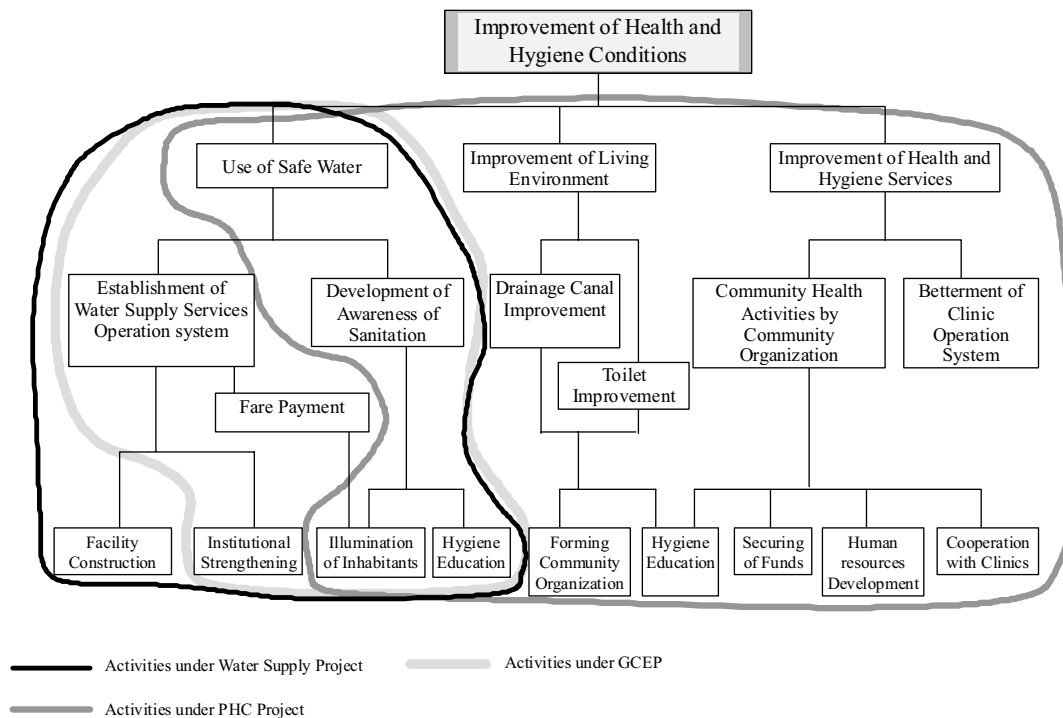 Improvement of Health and
Hygiene Conditions
Use of Safe Water
Improvement of Living
Environment
Improvement of Health and
Hygiene Services
Establishment of
Water Supply Services
Operation system
Development of
Awareness of
Sanitation
Drainage Canal
Improvement
Community Health
Activities by
Community
Organization
Betterment of
Clinic
Operation
System
Toilet
Improvement
Fare Payment
Facility
Construction
Institutional
Strengthening
Illumination
of Inhabitants
Hygiene
Education
Forming
Community
Organization
Hygiene
Education
Securing
of Funds
Human
resources
Development
Cooperation
with Clinics
Activities under Water Supply Project
Activities under GCEP
Activities under PHC Project